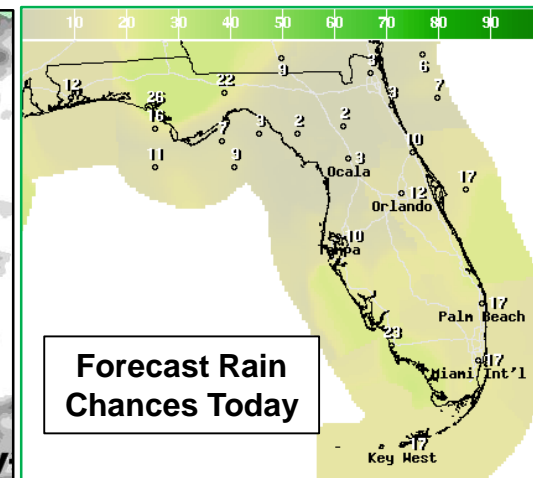 10 20 30 40 50 60 70 80 90
9 3 6
12 22 7
26 3
16 7 3 2 2 10
11 9 3
Ocala
17
12
Orlando
10
Tampa
17
Palm Beach
23
17
Miami Int'l
Forecast Rain
Chances Today
17
Key West